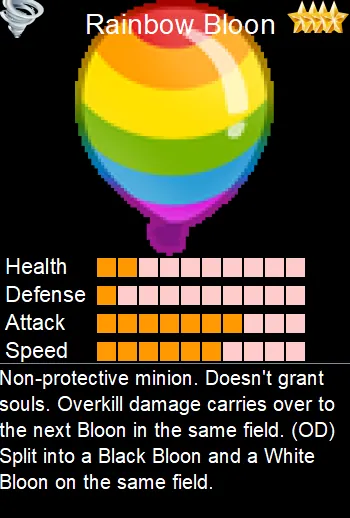 Rainbow Bloon
Health
Defense
Attack
Speed
Non-protective minion. Doesn't grant
souls. Overkill damage carries over to
the next Bloon in the same field. (OD)
Split into a Black Bloon and a White
Bloon on the same field.